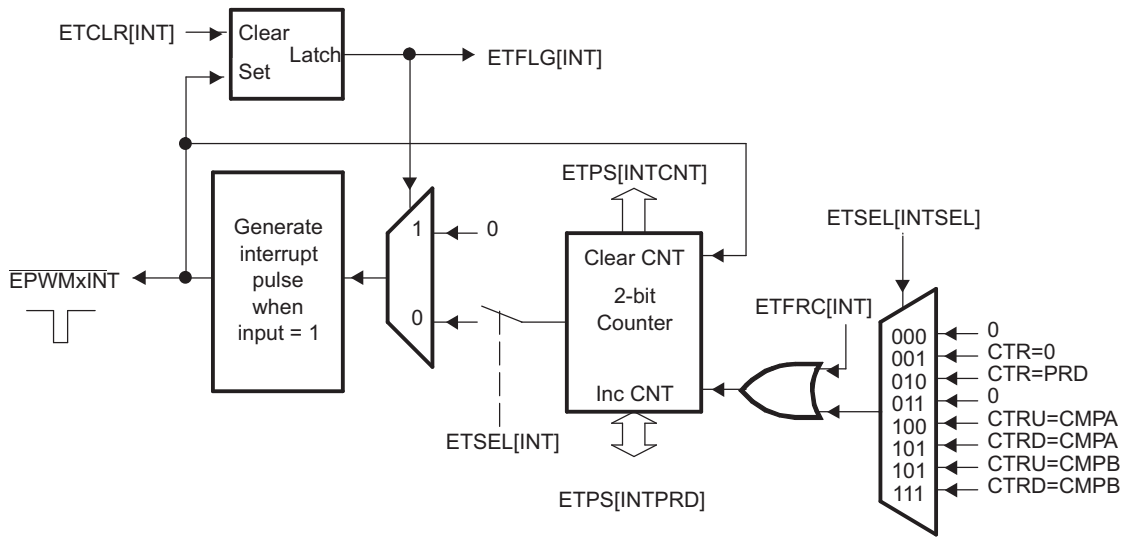 ETCLR[INT]
Clear
Latch
Set
ETFLG[INT]
ETPS[INTCNT]
ETSEL[INTSEL]
Generate
interrupt
pulse
when
input = 1
1
0
0
Clear CNT
2-bit
Counter
Inc CNT
EPWMxINT
ETFRC[INT]
ETSEL[INT]
ETPS[INTPRD]
000
001
010
011
100
101
101
111
0
CTR=0
CTR=PRD
0
CTRU=CMPA
CTRD=CMPA
CTRU=CMPB
CTRD=CMPB